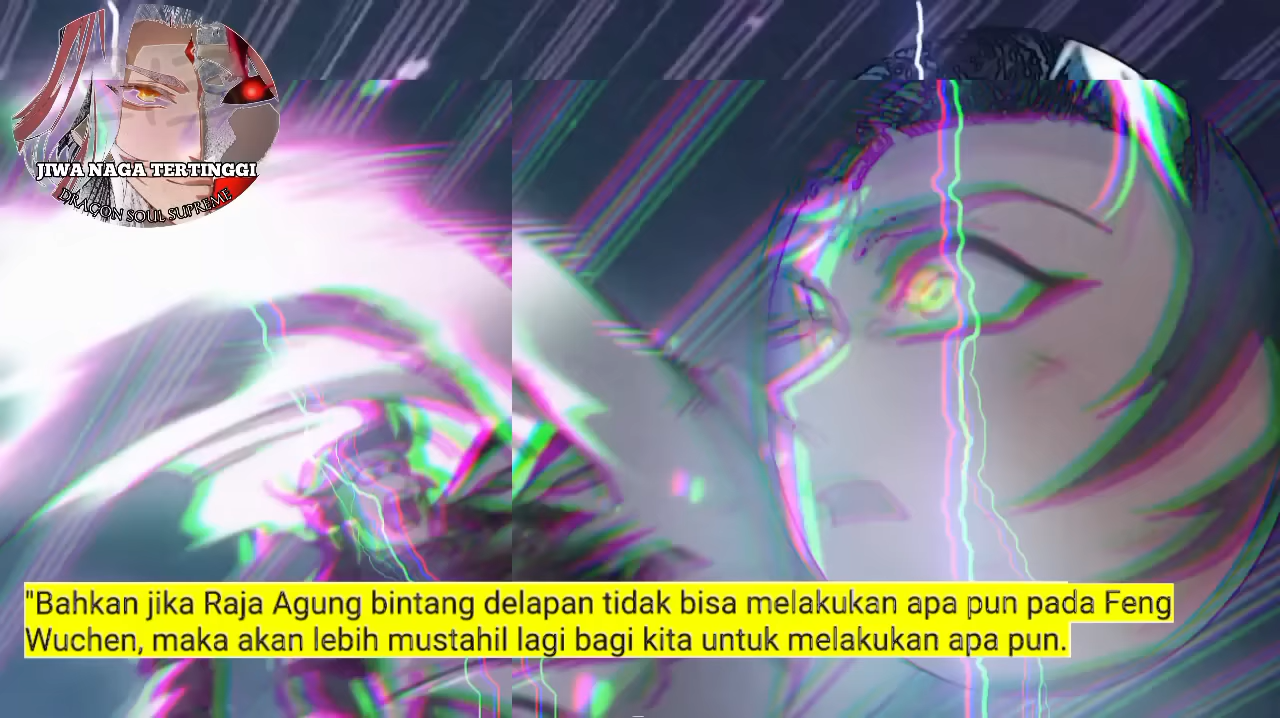 JIWA NAGA TERTINGGI
DRAGON SOUL SUPREME
"Bahkan jika Raja Agung bintang delapan tidak bisa melakukan apa pun pada Feng
Wuchen, maka akan lebih mustahil lagi bagi kita untuk melakukan apa pun.